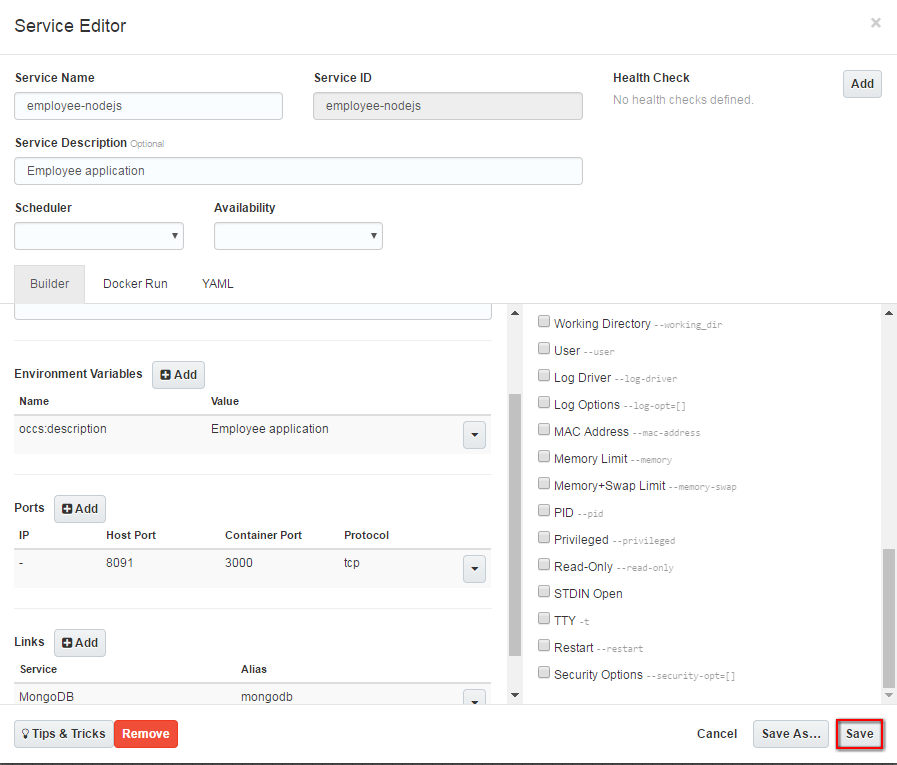 Service Editor
×
Service Name
Service ID
Health Check
Add
employee-nodejs
employee-nodejs
No health checks defined.
Service Description Optional
Employee application
Scheduler
Availability
Builder
Docker Run
YAML
Environment Variables
Add
Name
Value
occs:description
Employee application
Ports
Add
IP
Host Port
Container Port
Protocol
-
8091
3000
tcp
Links
Add
Service
Alias
MongoDB
mongodb
Working Directory --working_dir
User --user
Log Driver --log-driver
Log Options --log-opt=[]
MAC Address --mac-address
Memory Limit --memory
Memory+Swap Limit --memory-swap
PID --pid
Privileged --privileged
Read-Only --read-only
STDIN Open
TTY -t
Restart --restart
Security Options --security-opt=[]
Tips & Tricks
Remove
Cancel
Save As...
Save